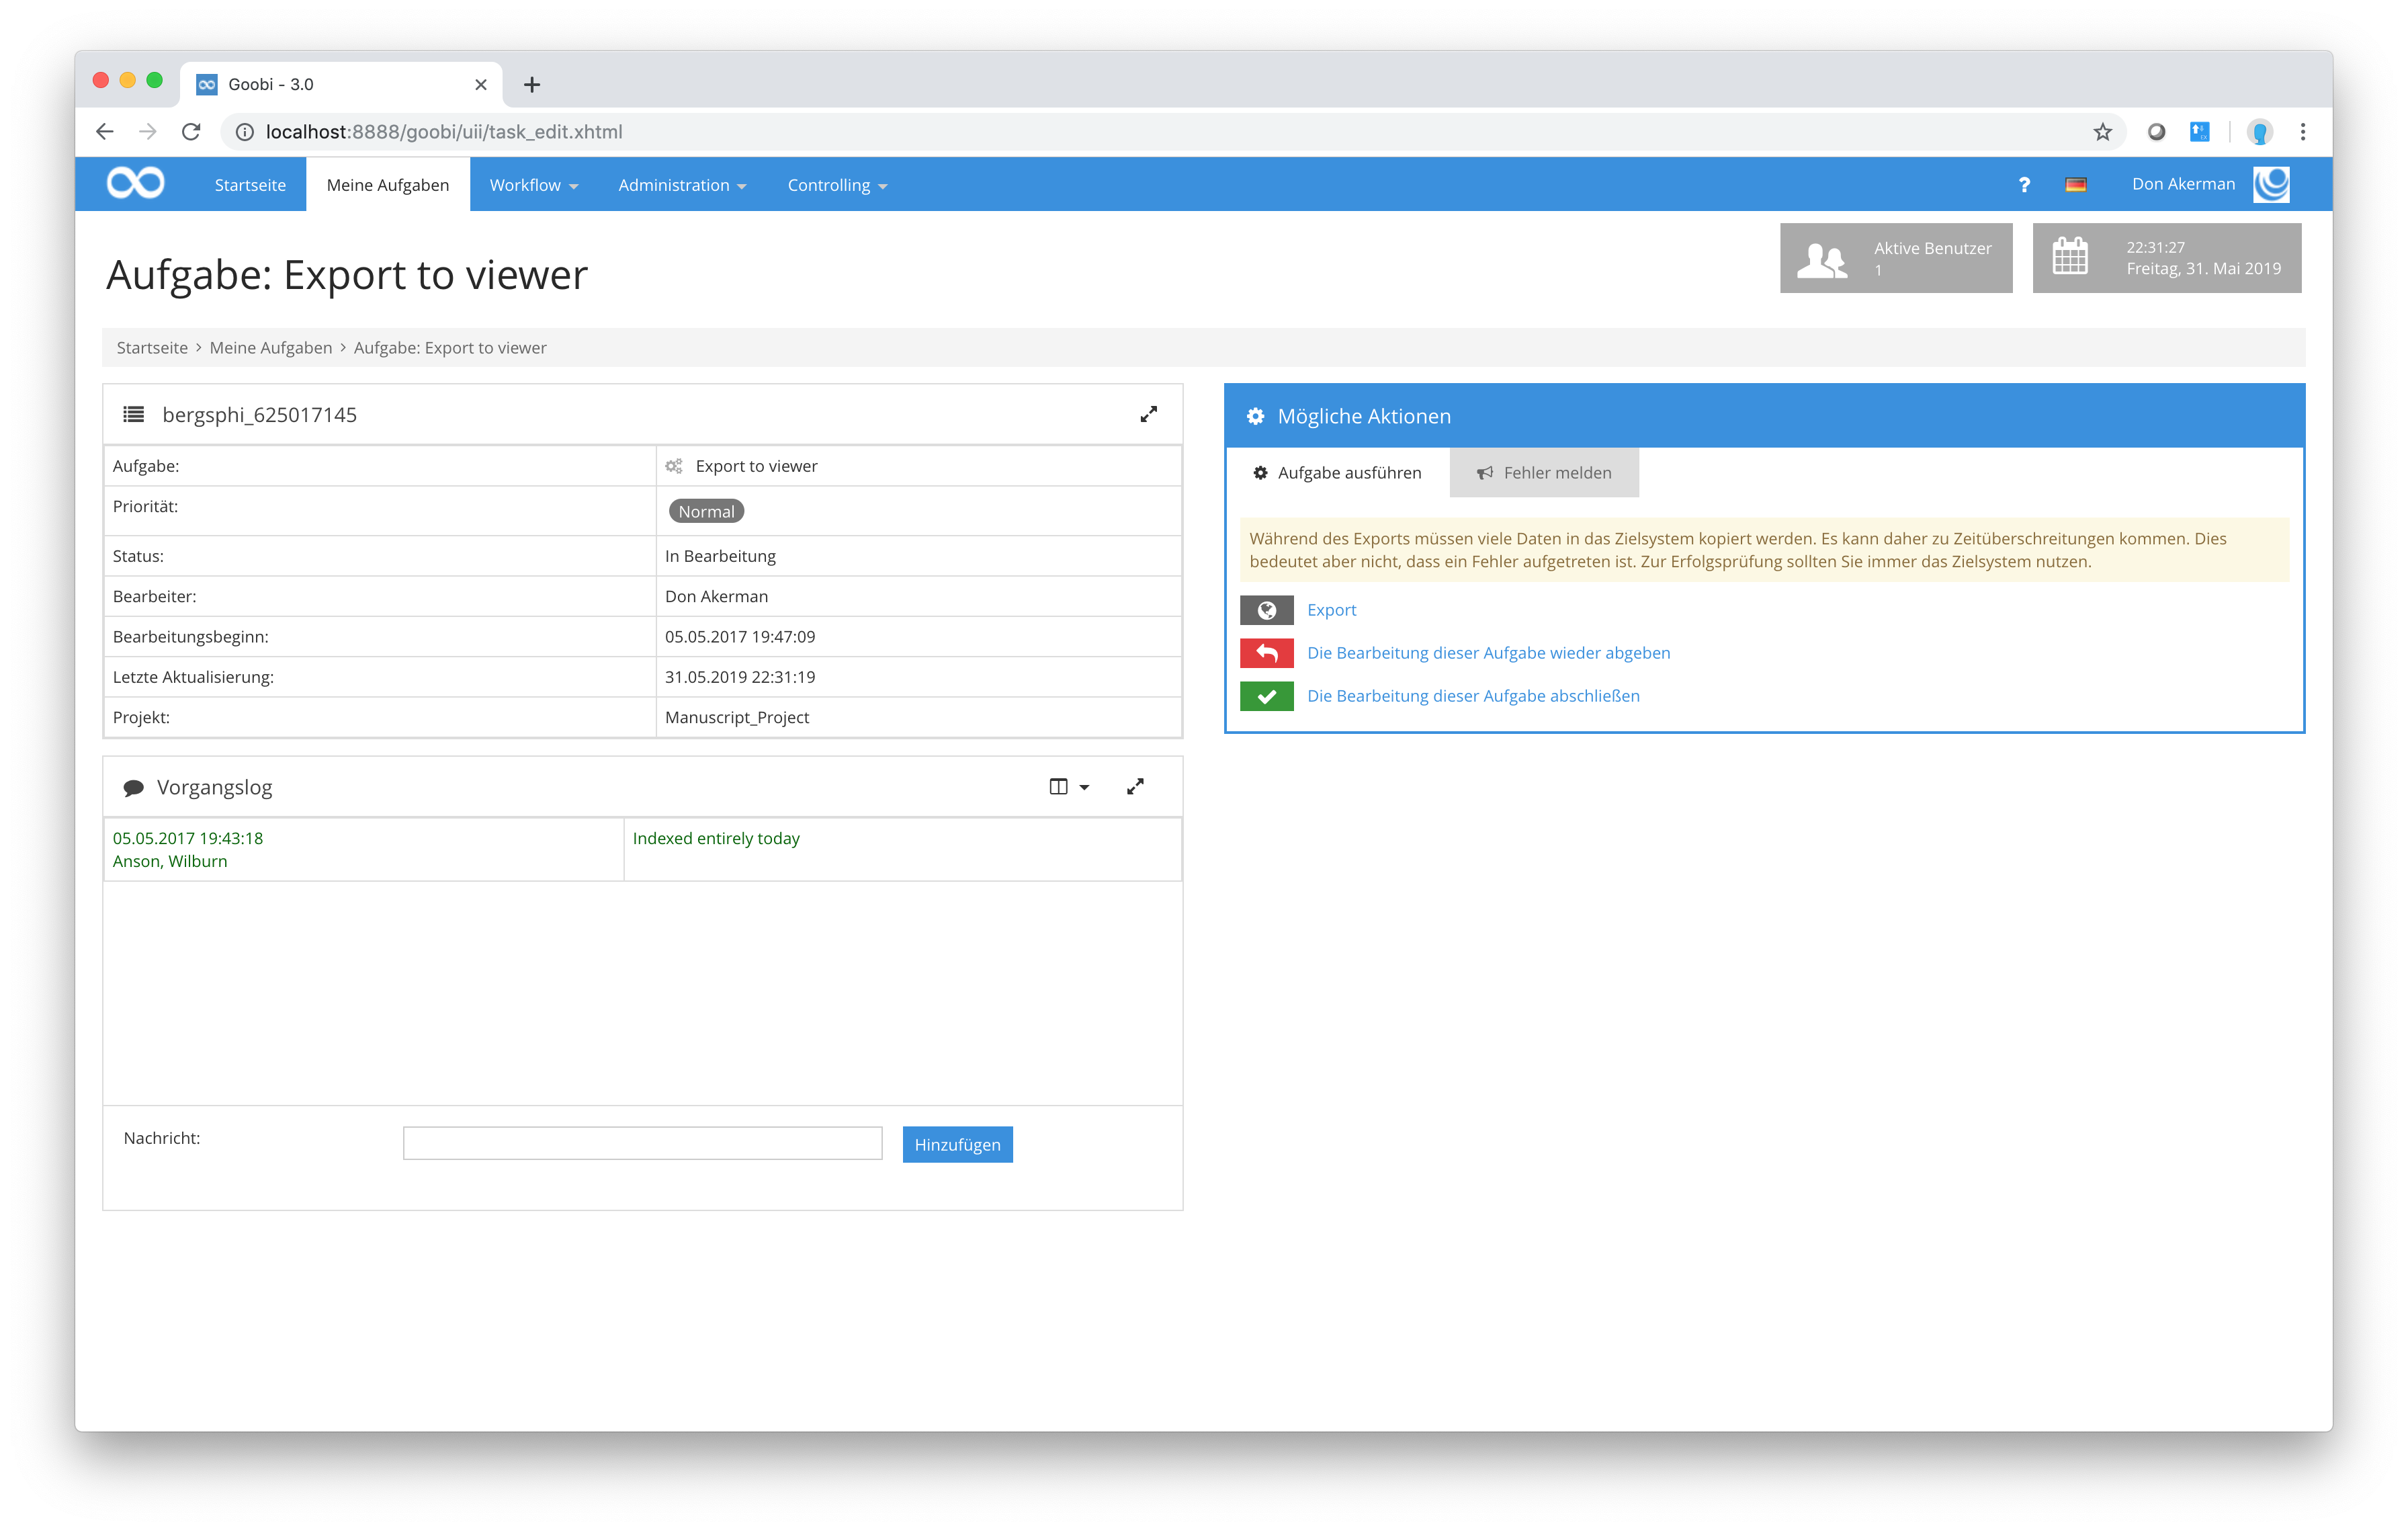 Goobi - 3.0
localhost:8888/goobi/uii/task_edit.xhtml
Startseite
Meine Aufgaben
Workflow
Administration
Controlling
?
Don Akerman
Aufgabe: Export to viewer
Aktive Benutzer
1
22:31:27
Freitag, 31. Mai 2019
Startseite > Meine Aufgaben > Aufgabe: Export to viewer
bergsphi_625017145
Aufgabe: Export to viewer
Priorität: Normal
Status: In Bearbeitung
Bearbeiter: Don Akerman
Bearbeitungsbeginn: 05.05.2017 19:47:09
Letzte Aktualisierung: 31.05.2019 22:31:19
Projekt: Manuscript_Project
Mögliche Aktionen
Aufgabe ausführen
Fehler melden
Während des Exports müssen viele Daten in das Zielsystem kopiert werden. Es kann daher zu Zeitüberschreitungen kommen. Dies
bedeutet aber nicht, dass ein Fehler aufgetreten ist. Zur Erfolgsprüfung sollten Sie immer das Zielsystem nutzen.
Export
Die Bearbeitung dieser Aufgabe wieder abgeben
Die Bearbeitung dieser Aufgabe abschließen
Vorgangslog
05.05.2017 19:43:18
Anson, Wilburn
Indexed entirely today
Nachricht:
Hinzufügen